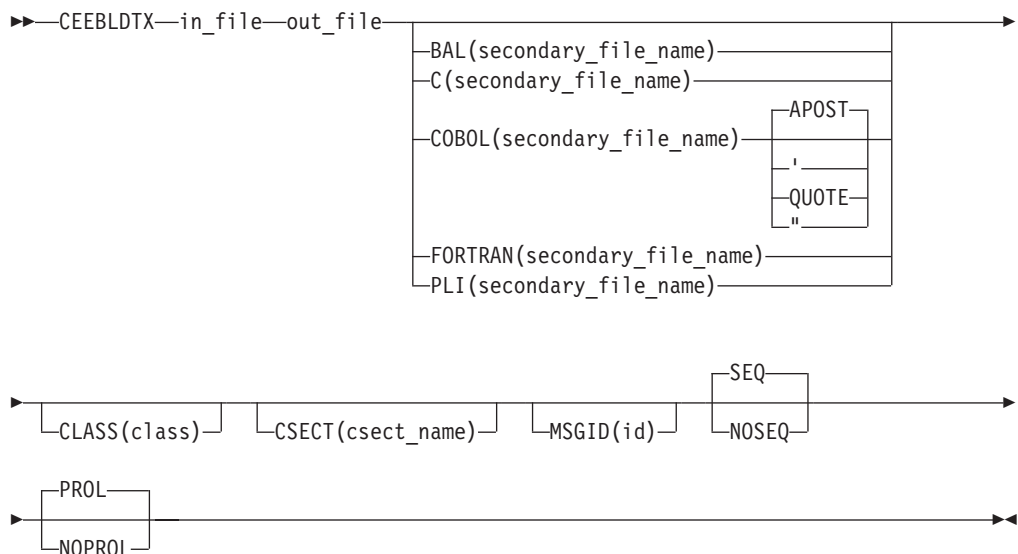 CEEBLDTX in_file out_file
BAL(secondary_file_name)
C(secondary_file_name)
APOST
COBOL(secondary_file_name)
'
QUOTE
"
FORTRAN(secondary_file_name)
PLI(secondary_file_name)
SEQ
CLASS(class) CSECT(csect_name) MSGID(id) NOSEQ
PROL
NOPROL